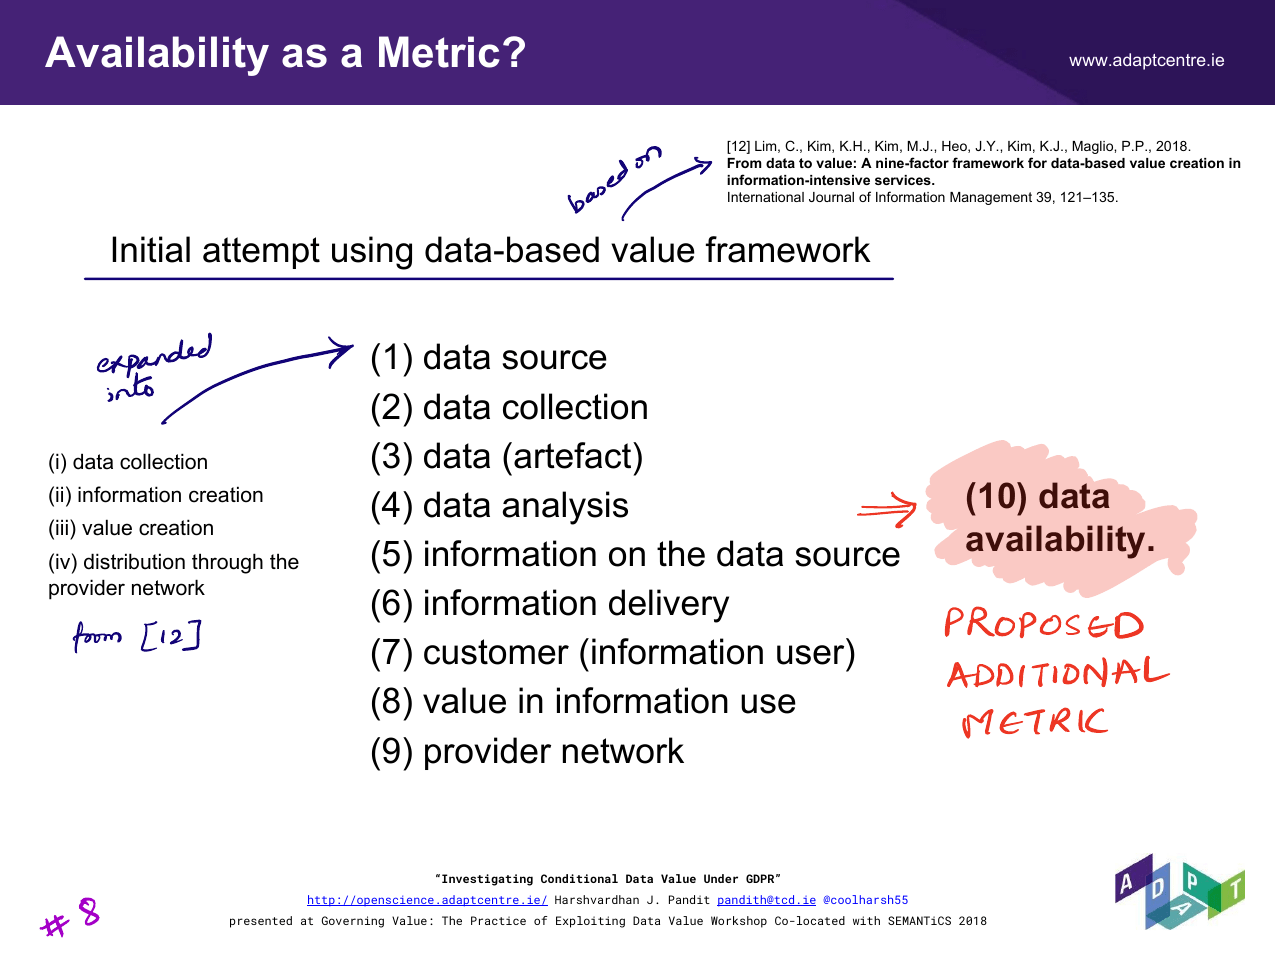 Availability as a Metric?
www.adaptcentre.ie
[12] Lim, C., Kim, K.H., Kim, M.J., Heo, J.Y., Kim, K.J., Maglio, P.P., 2018.
From data to value: A nine-factor framework for data-based value creation in
information-intensive services.
International Journal of Information Management 39, 121–135.
based on
Initial attempt using data-based value framework
expanded
into
(i) data collection
(ii) information creation
(iii) value creation
(iv) distribution through the
provider network
from [12]
(1) data source
(2) data collection
(3) data (artefact)
(4) data analysis
(5) information on the data source
(6) information delivery
(7) customer (information user)
(8) value in information use
(9) provider network
(10) data
availability.
PROPOSED
ADDITIONAL
METRIC
“Investigating Conditional Data Value Under GDPR”
http://openscience.adaptcentre.ie/ Harshvardhan J. Pandit pandith@tcd.ie @coolharsh55
presented at Governing Value: The Practice of Exploiting Data Value Workshop Co-located with SEMANTiCS 2018
# 8
ADAPT